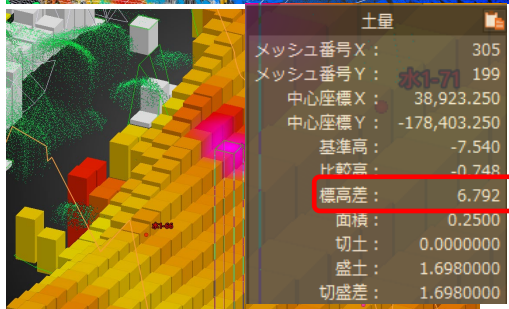 土量
メッシュ番号X： 305
メッシュ番号Y： 199
水1-71
中心座標X： 38,923.250
中心座標Y： -178,403.250
基準高： -7.540
比較高： -0.748
標高差： 6.792
面積： 0.2500
切土： 0.0000000
盛土： 1.6980000
切盛差： 1.6980000